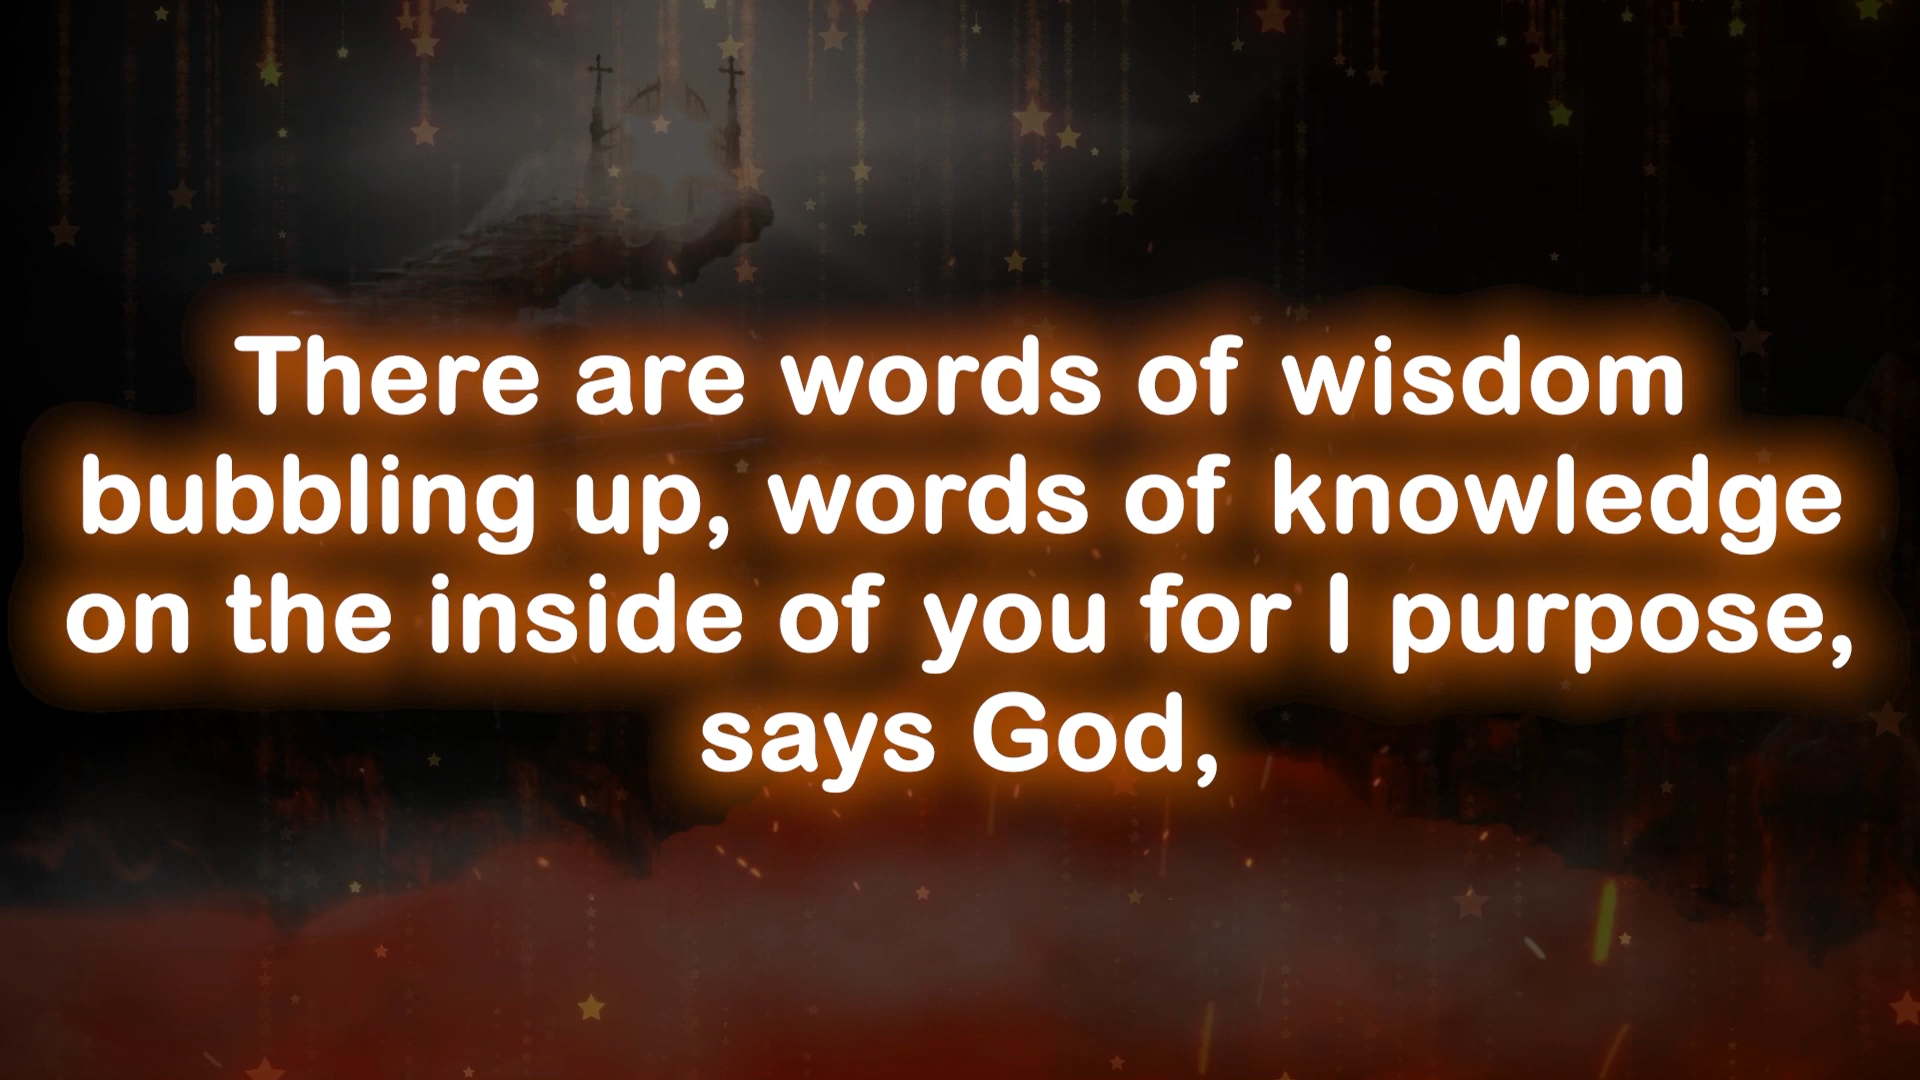 There are words of wisdom
bubbling up, words of knowledge
on the inside of you for I purpose,
says God,